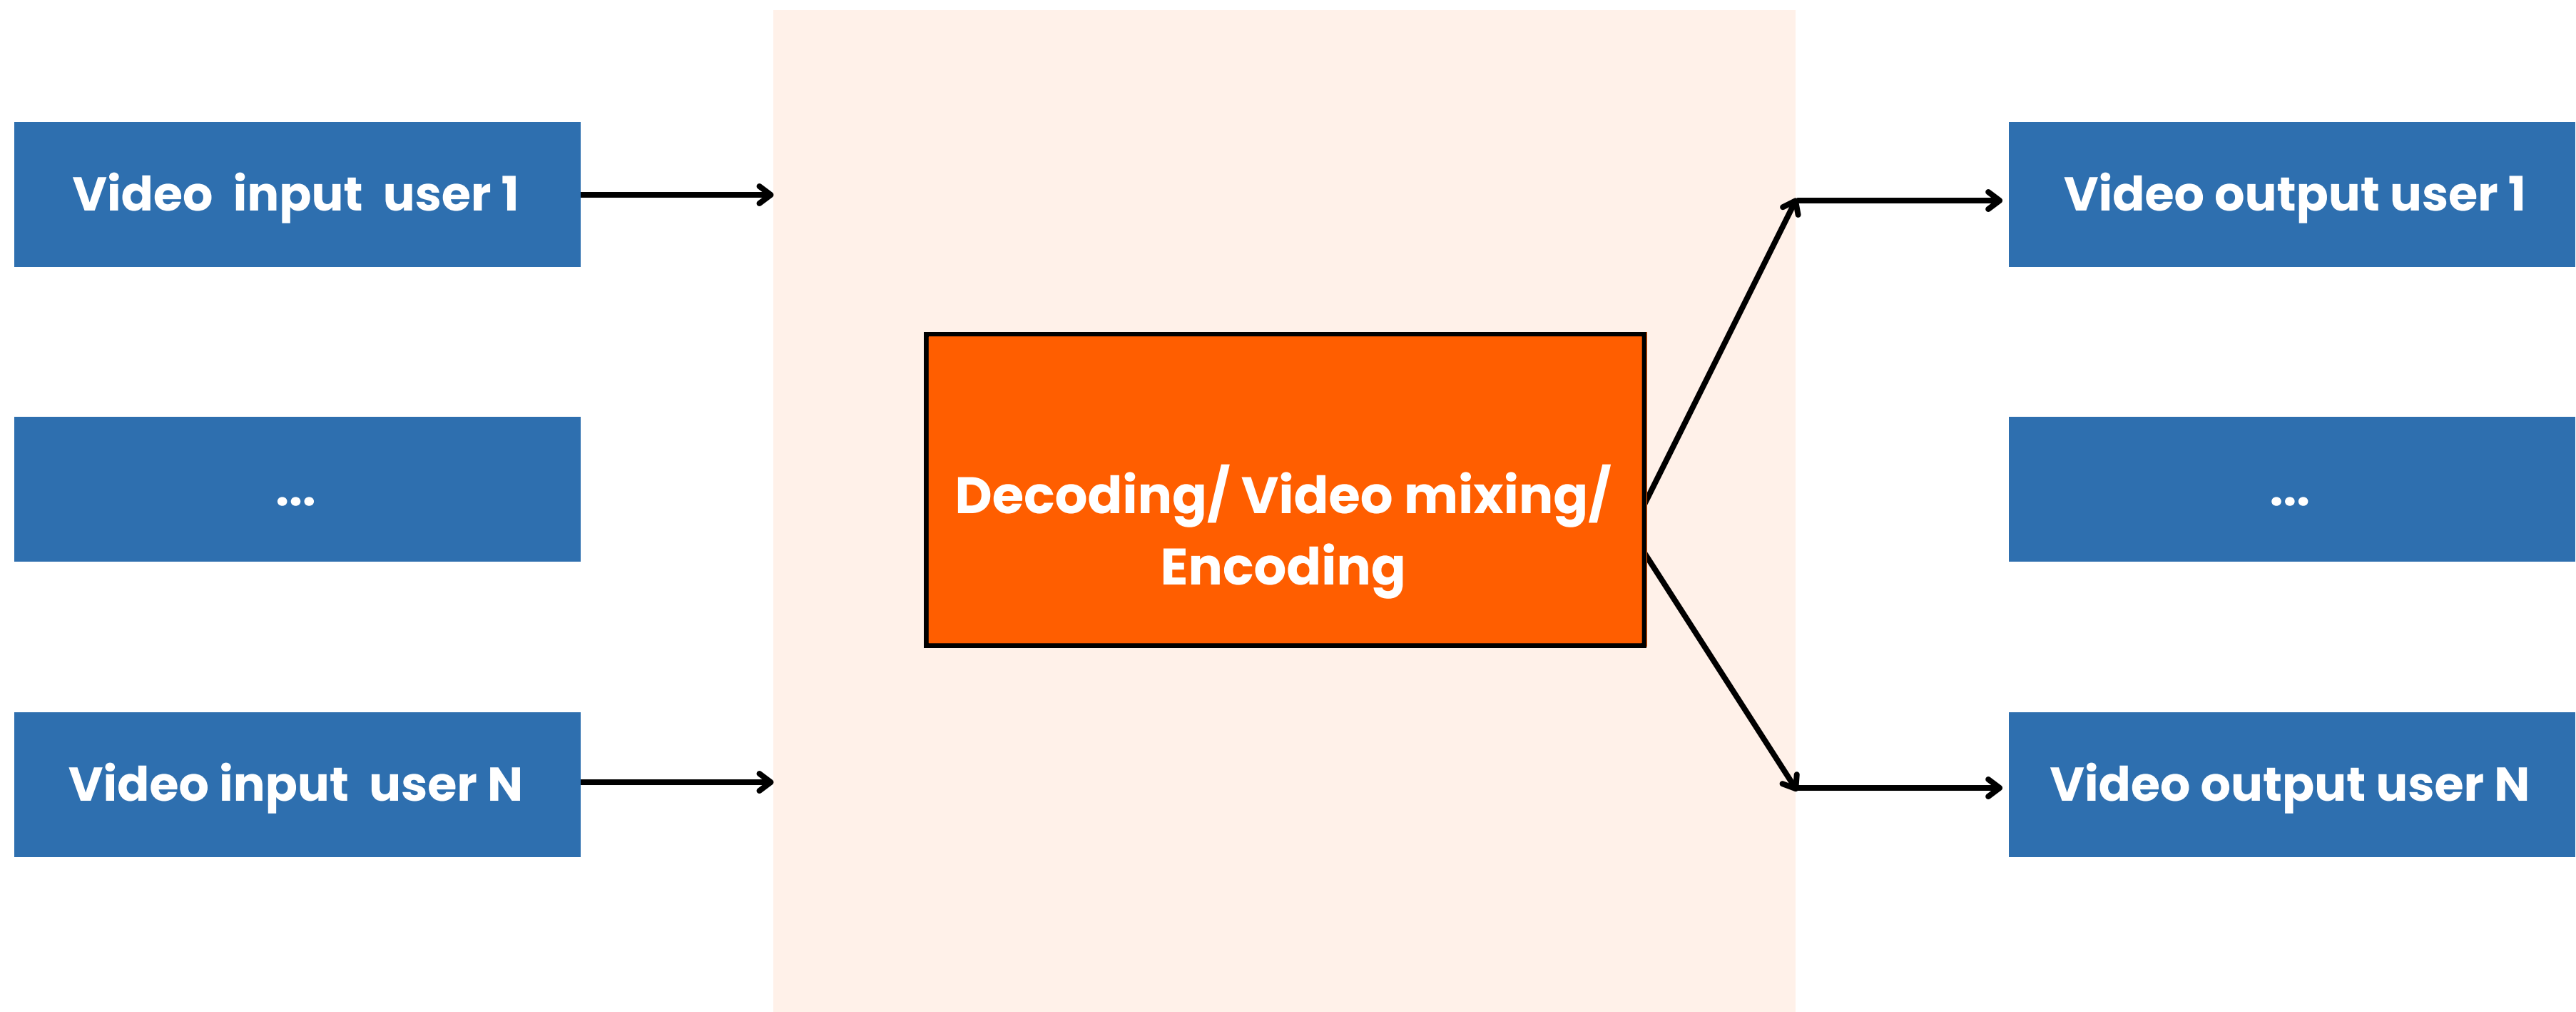 Video input user 1
...
Video input user N
Decoding/ Video mixing/
Encoding
Video output user 1
...
Video output user N